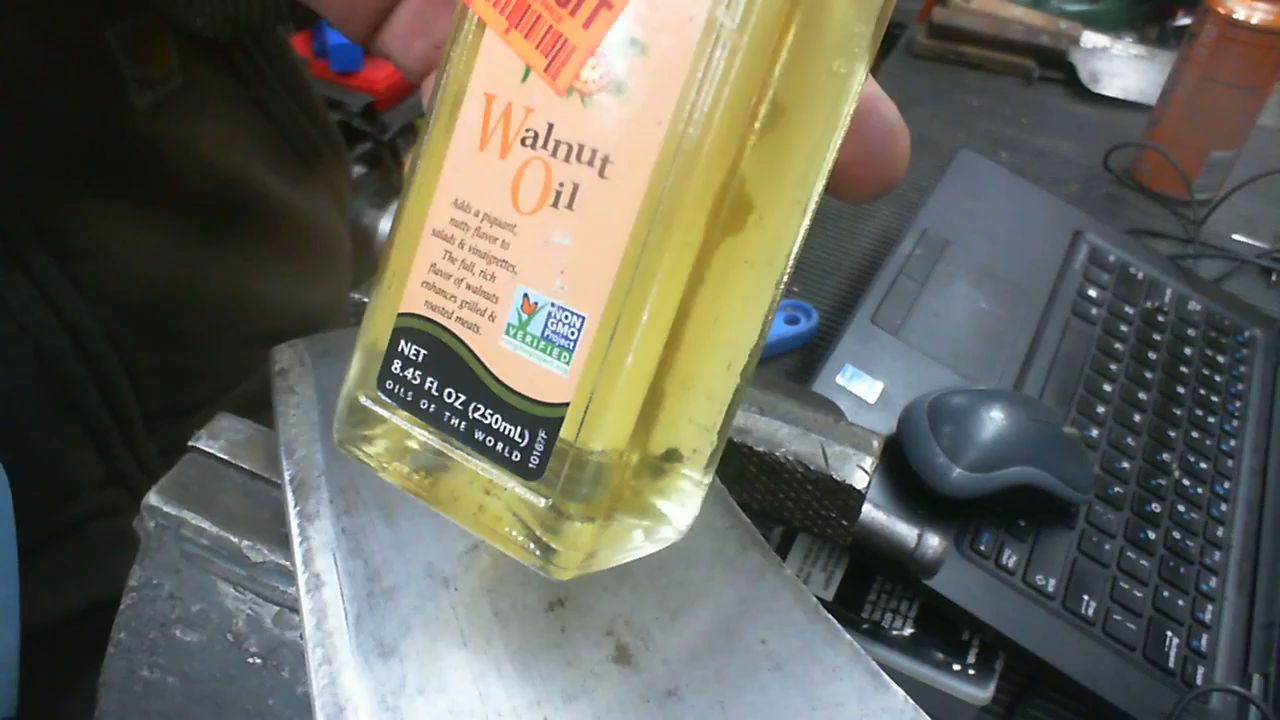 Walnut
Oil
Adds a piquant,
nutty flavor to
salads & vinaigrettes.
The full, rich
flavor of walnuts
enhances grilled &
roasted meats.
NON
GMO
Project
VERIFIED
NET
8.45 FL OZ (250mL)
OILS OF THE WORLD
10167F